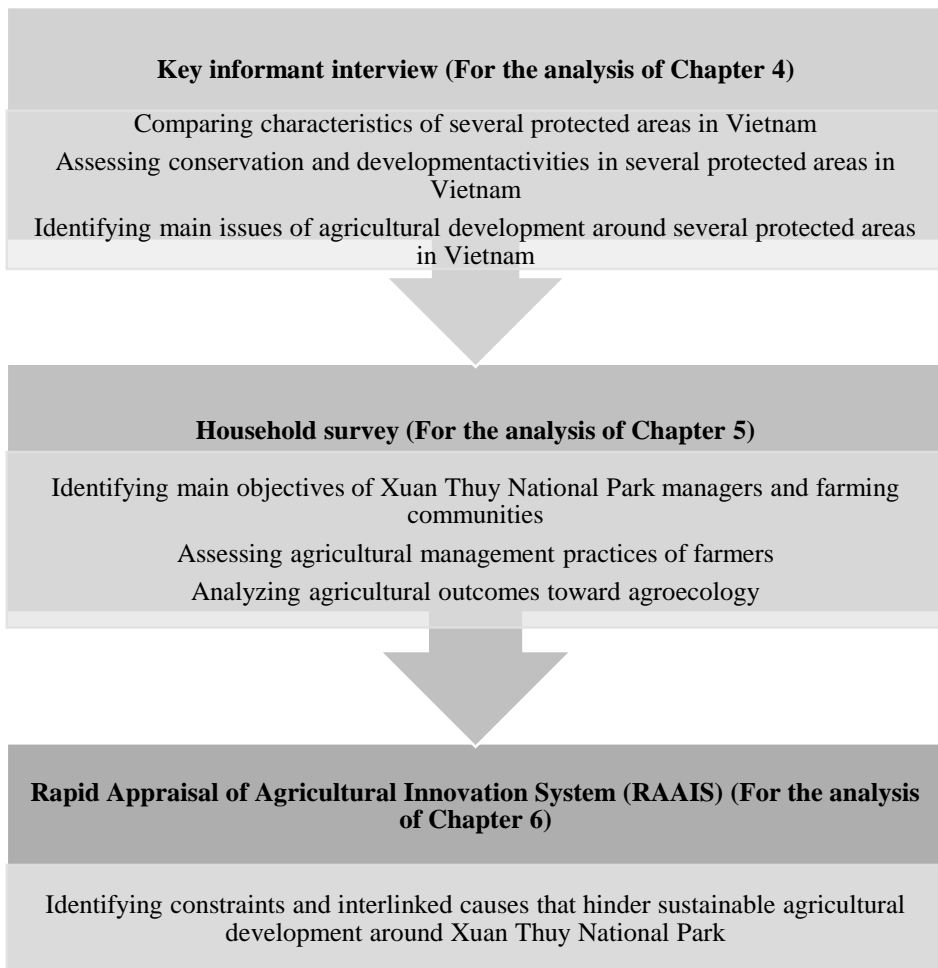 Key informant interview (For the analysis of Chapter 4)
Comparing characteristics of several protected areas in Vietnam
Assessing conservation and developmentactivities in several protected areas in
Vietnam
Identifying main issues of agricultural development around several protected areas
in Vietnam
Household survey (For the analysis of Chapter 5)
Identifying main objectives of Xuan Thuy National Park managers and farming
communities
Assessing agricultural management practices of farmers
Analyzing agricultural outcomes toward agroecology
Rapid Appraisal of Agricultural Innovation System (RAAIS) (For the analysis
of Chapter 6)
Identifying constraints and interlinked causes that hinder sustainable agricultural
development around Xuan Thuy National Park